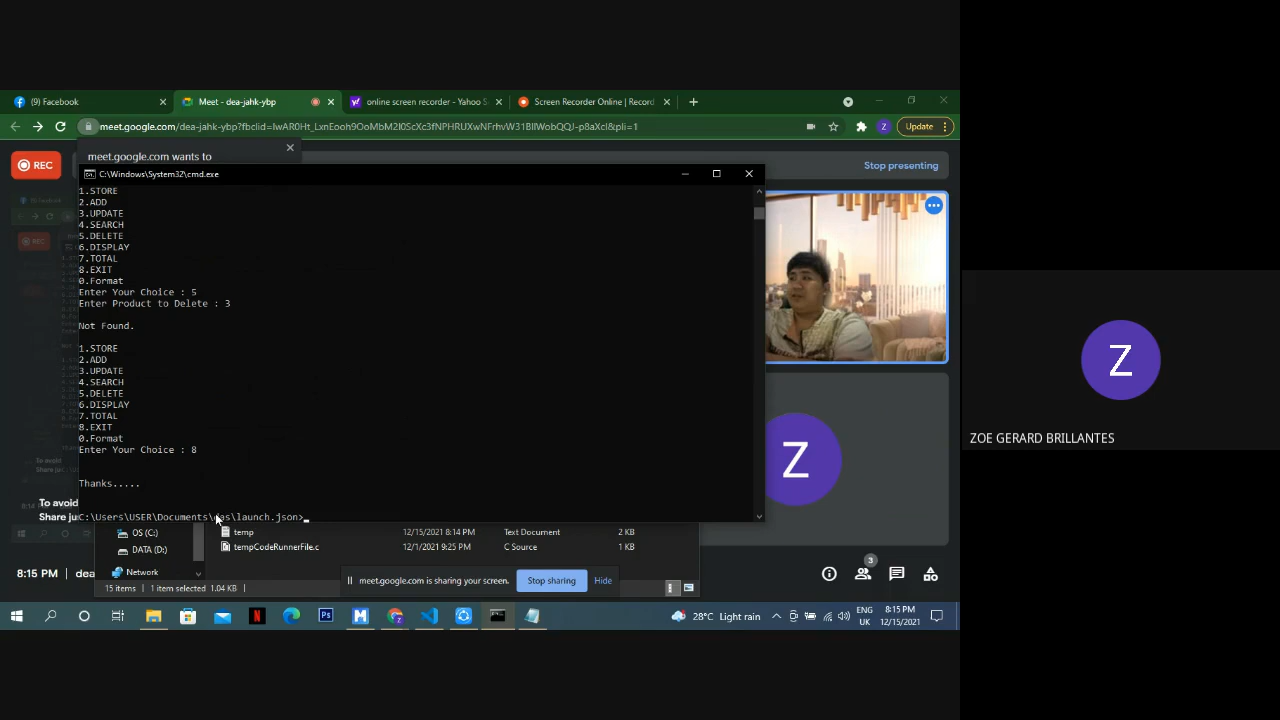 (9) Facebook
Meet - dea-jahk-ybp
online screen recorder - Yahoo S
Screen Recorder Online | Record
meet.google.com/dea-jahk-ybp?fbclid=IwAR0Ht_LxnEooh9OoMbM2I0ScXc3fNPHRUXwNFrhvW31BlIWobQQJ-p8aXcI&pli=1
Update
REC
meet.google.com wants to
Stop presenting
C:\Windows\System32\cmd.exe
1.STORE
2.ADD
3.UPDATE
4.SEARCH
5.DELETE
6.DISPLAY
7.TOTAL
8.EXIT
0.Format
Enter Your Choice : 5
Enter Product to Delete : 3
Not Found.
1.STORE
2.ADD
3.UPDATE
4.SEARCH
5.DELETE
6.DISPLAY
7.TOTAL
8.EXIT
0.Format
Enter Your Choice : 8
Thanks.....
C:\Users\USER\Documents\das\launch.json>
To avoid
Share
Z
Z
ZOE GERARD BRILLANTES
OS (C:)
temp 12/15/2021 8:14 PM Text Document 2 KB
DATA (D:)
tempCodeRunnerFile.c 12/1/2021 9:25 PM C Source 1 KB
Network
15 items 1 item selected 1.04 KB
meet.google.com is sharing your screen. Stop sharing Hide
8:15 PM | dea
3
28°C Light rain
ENG
UK
8:15 PM
12/15/2021